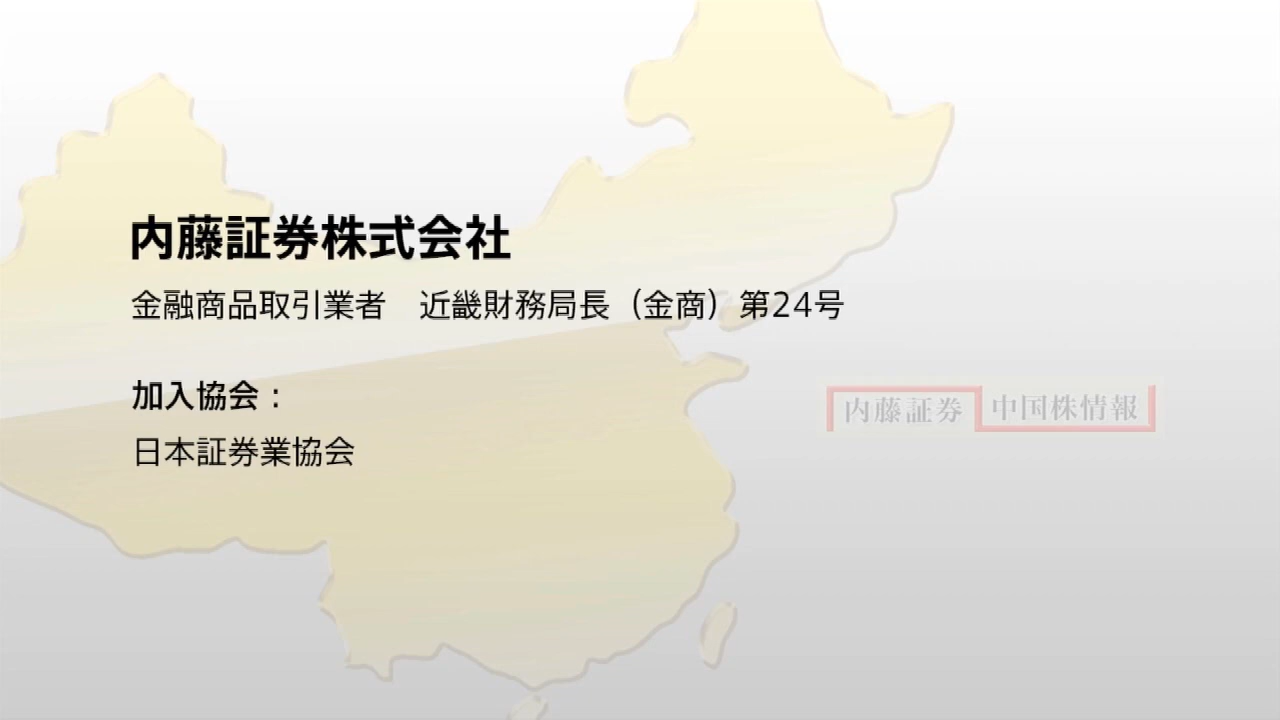 内藤証券株式会社
金融商品取引業者　近畿財務局長（金商）第24号
加入協会：
内藤証券 中国株情報
日本証券業協会